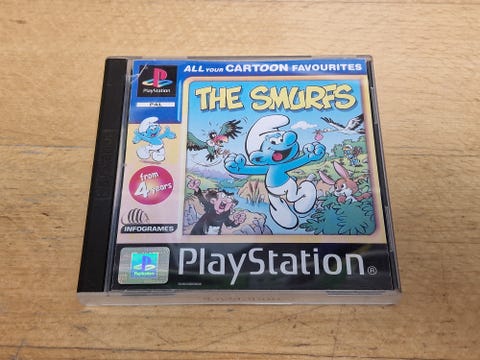 ALL YOUR CARTOON FAVOURITES
PlayStation
PAL
THE SMURFS
from
4 years
INFOGRAMES
PlayStation®